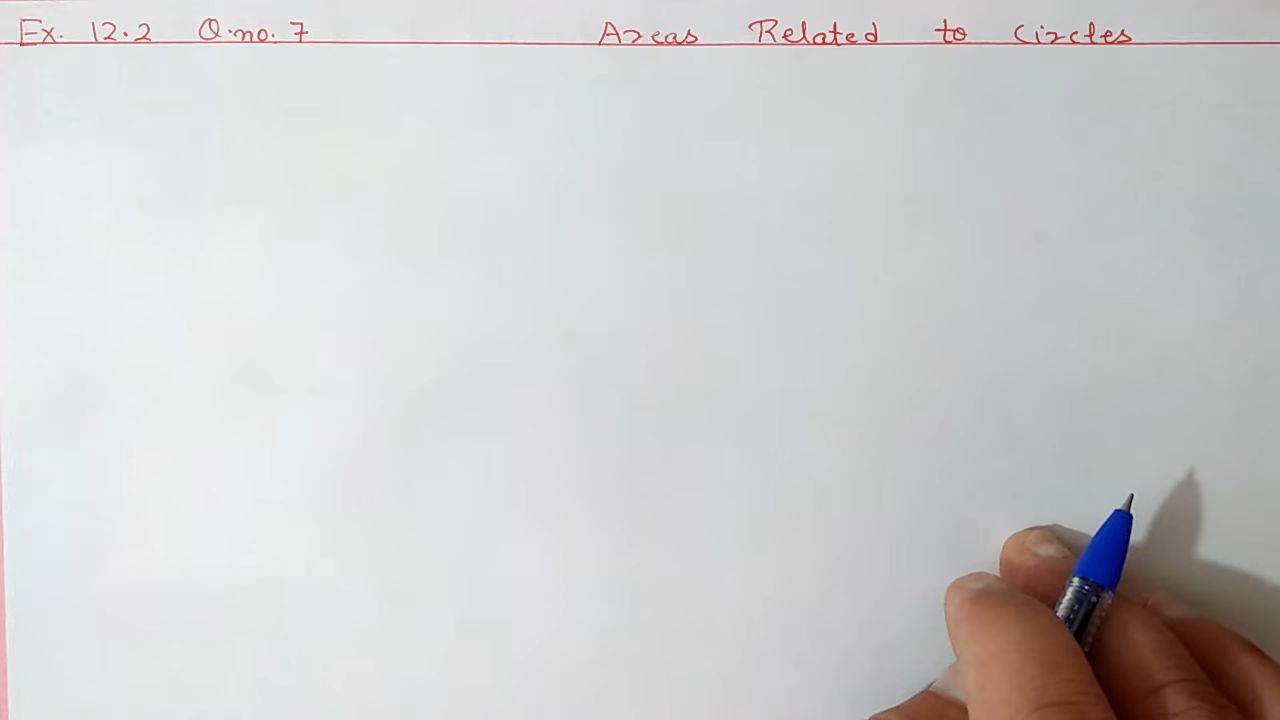 Ex. 12.2 Q.no. 7 Areas Related to Circles